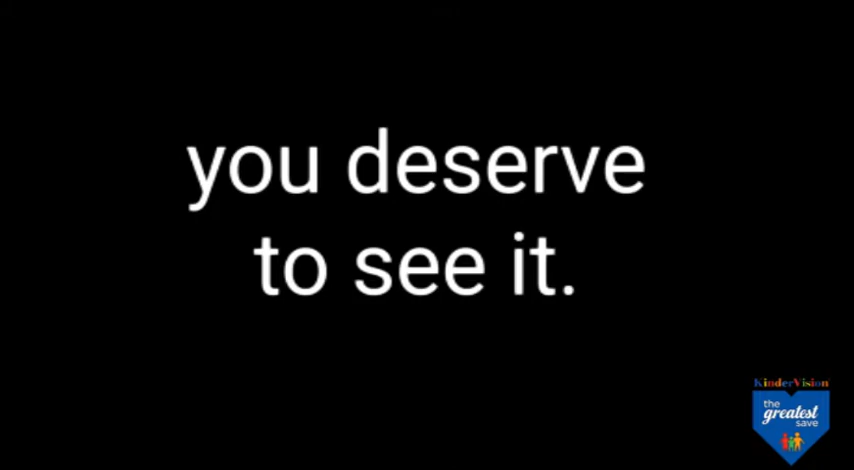 you deserve
to see it.
KinderVision
the
greatest
save